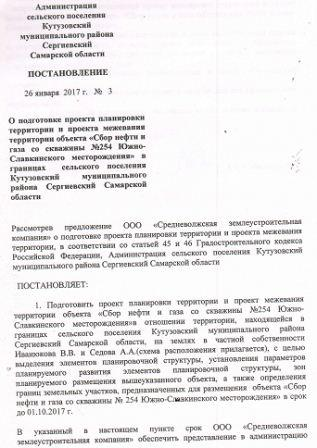 Администрация
сельского поселения
Кутузовский
муниципального района
Сергиевский
Самарской области
ПОСТАНОВЛЕНИЕ
26 января 2017 г. № 3
О подготовке проекта планировки
территории и проекта межевания
территории объекта «Сбор нефти и
газа со скважины №254 Южно-
Славкинского месторождения» в
границах сельского поселения
Кутузовский муниципального
района Сергиевский Самарской
области
Рассмотрев предложение ООО «Средневолжская землеустроительная
компания» о подготовке проекта планировки территории и проекта межевания
территории, в соответствии со статьей 45 и 46 Градостроительного кодекса
Российской Федерации, Администрация сельского поселения Кутузовский
муниципального района Сергиевский Самарской области
ПОСТАНОВЛЯЕТ:
1. Подготовить проект планировки территории и проект межевания
территории объекта «Сбор нефти и газа со скважины №254 Южно-
Славкинского месторождения» в отношении территории, находящейся в
границах сельского поселения Кутузовский муниципального района
Сергиевский Самарской области, на землях в частной собственности
Иванюкова В.В. и Седова А.А.(схема расположения прилагается), с целью
выделения элементов планировочной структуры, установления параметров
планируемого развития элементов планировочной структуры, зон
планируемого размещения вышеуказанного объекта, а также определения
границ земельных участков, предназначенных для размещения объекта «Сбор
нефти и газа со скважины № 254 Южно-Славкинского месторождения» в срок
до 01.10.2017 г.
В указанный в настоящем пункте срок ООО «Средневолжская
землеустроительная компания» обеспечить представление в администрацию